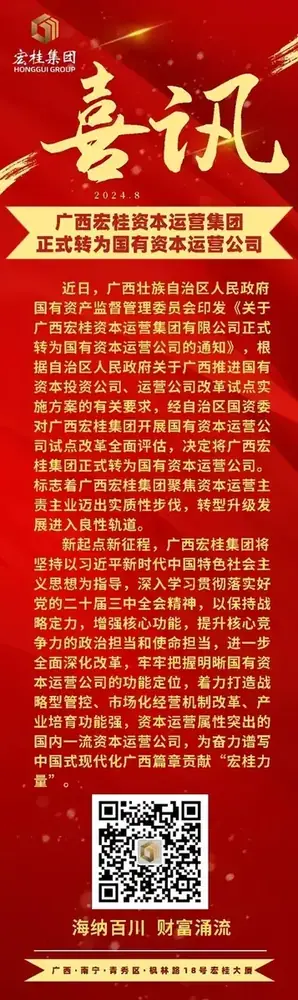 宏桂集团
HONGGUI GROUP
喜讯
2024.8
广西宏桂资本运营集团
正式转为国有资本运营公司
近日，广西壮族自治区人民政府
国有资产监督管理委员会印发《关于
广西宏桂资本运营集团有限公司正式
转为国有资本运营公司的通知》，根
据自治区人民政府关于广西推进国有
资本投资公司、运营公司改革试点实
施方案的有关要求，经自治区国资委
对广西宏桂集团开展国有资本运营公
司试点改革全面评估，决定将广西宏
桂集团正式转为国有资本运营公司。
标志着广西宏桂集团聚焦资本运营主
责主业迈出实质性步伐，转型升级发
展进入良性轨道。
新起点新征程，广西宏桂集团将
坚持以习近平新时代中国特色社会主
义思想为指导，深入学习贯彻落实好
党的二十届三中全会精神，以保持战
略定力，增强核心功能，提升核心竞
争力的政治担当和使命担当，进一步
全面深化改革，牢牢把握明晰国有资
本运营公司的功能定位，着力打造战
略型管控、市场化经营机制改革、产
业培育功能强，资本运营属性突出的
国内一流资本运营公司，为奋力谱写
中国式现代化广西篇章贡献“宏桂力
量”。
海纳百川 财富涌流
广西·南宁·青秀区·枫林路18号宏桂大厦